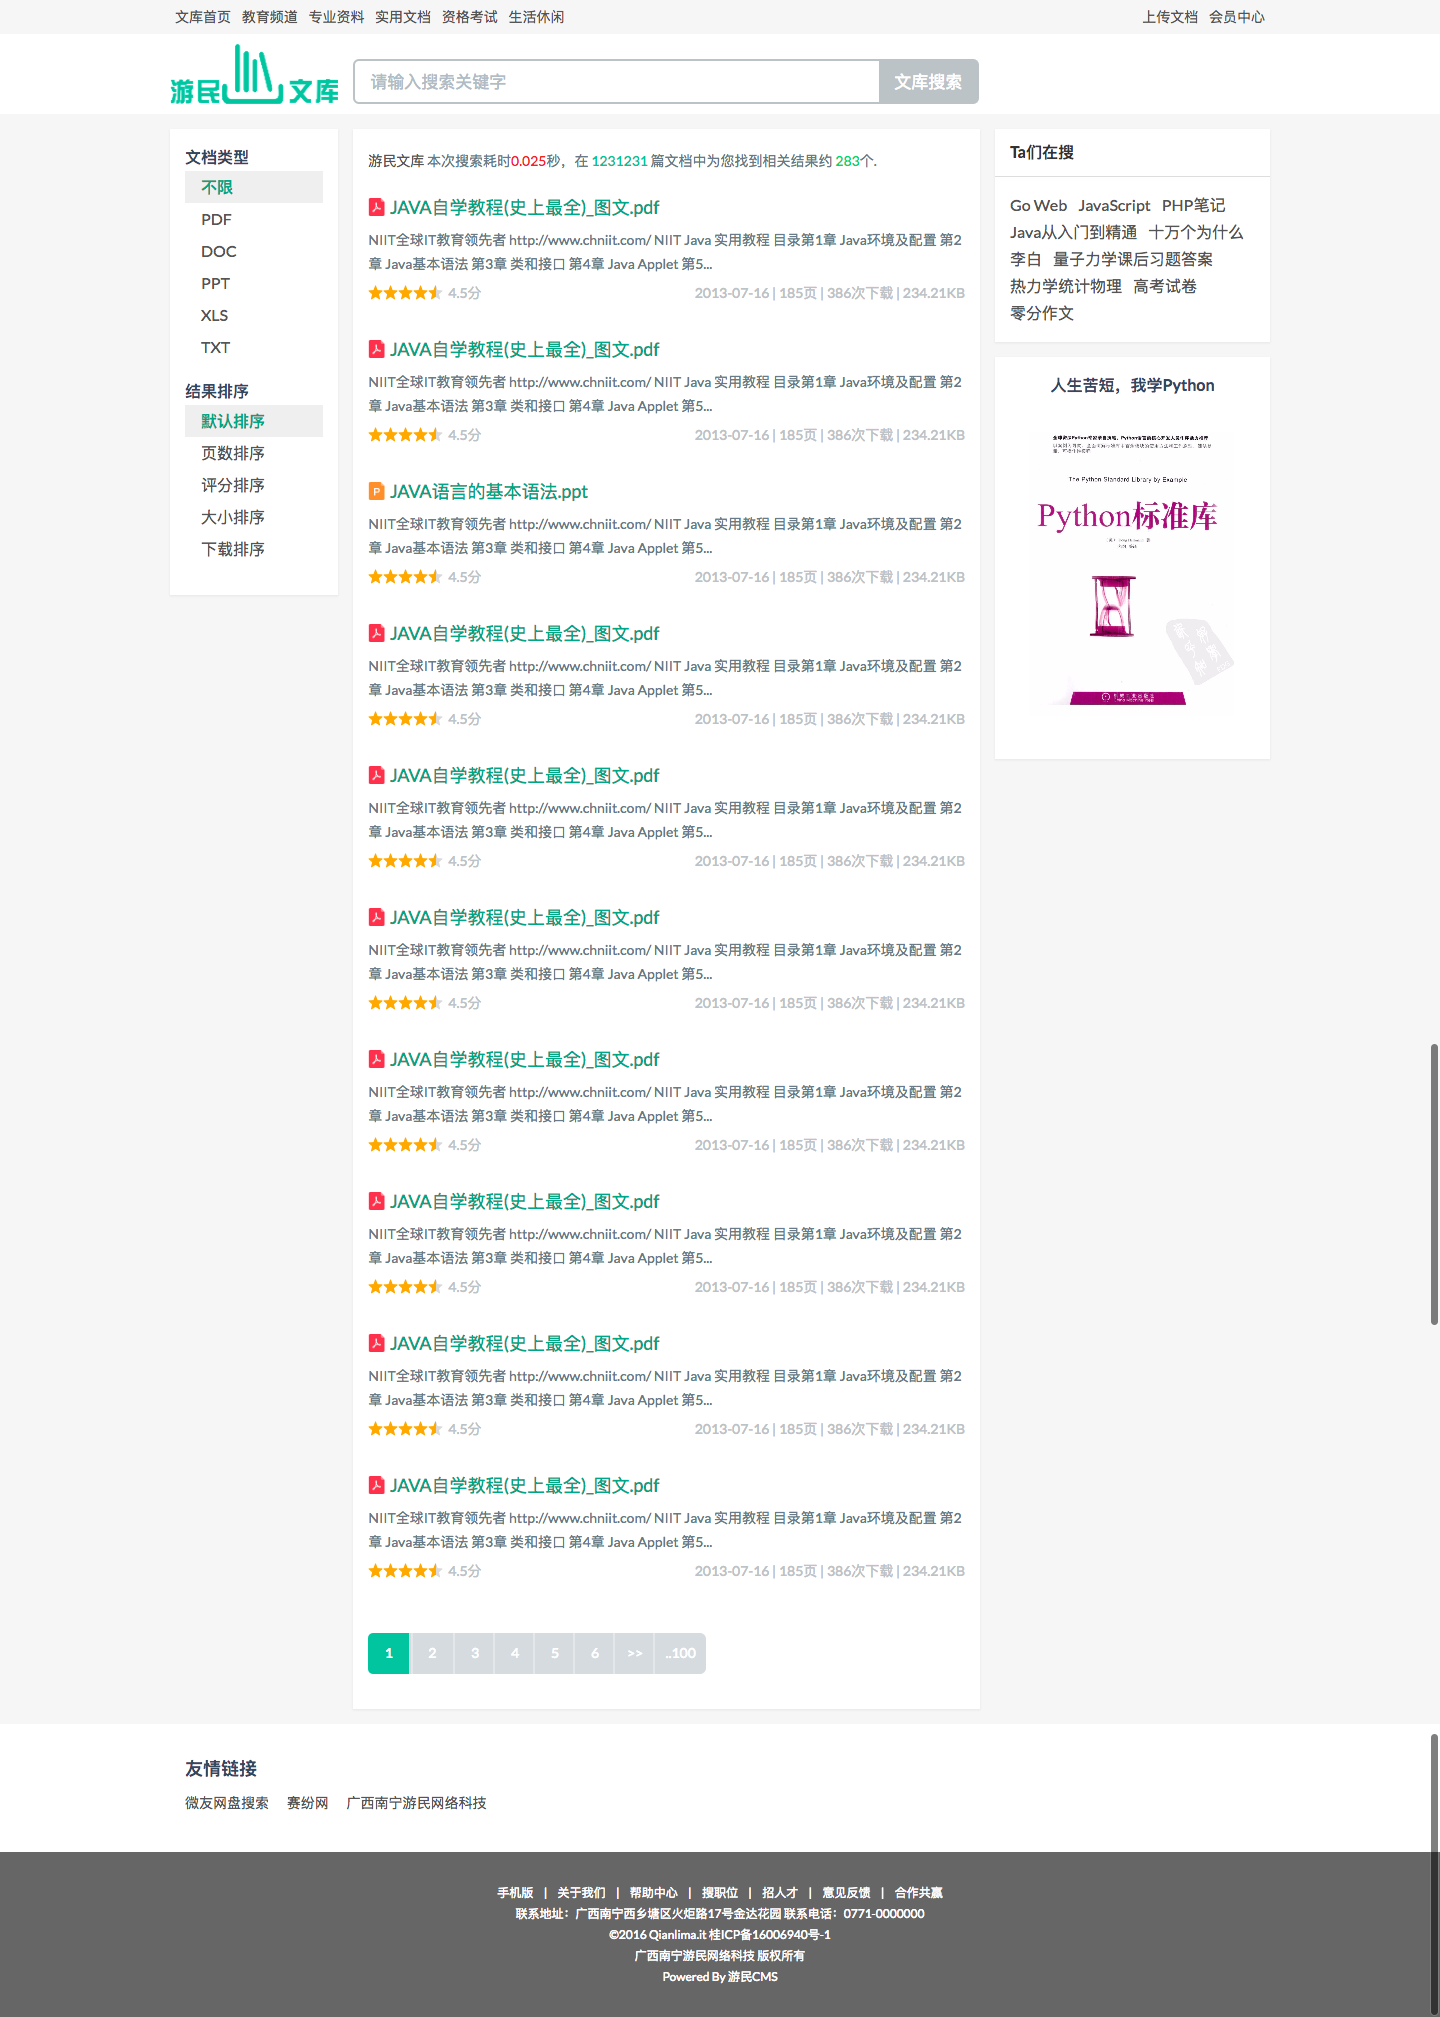 文库首页 教育频道 专业资料 实用文档 资格考试 生活休闲
上传文档 会员中心
游民文库
请输入搜索关键字
文库搜索
文档类型
不限
PDF
DOC
PPT
XLS
TXT
结果排序
默认排序
页数排序
评分排序
大小排序
下载排序
游民文库 本次搜索耗时0.025秒，在 1231231 篇文档中为您找到相关结果约 283个.
JAVA自学教程(史上最全)_图文.pdf
NIIT全球IT教育领先者 http://www.chniit.com/ NIIT Java 实用教程 目录第1章 Java环境及配置 第2
章 Java基本语法 第3章 类和接口 第4章 Java Applet 第5...
4.5分
2013-07-16 | 185页 | 386次下载 | 234.21KB
JAVA自学教程(史上最全)_图文.pdf
NIIT全球IT教育领先者 http://www.chniit.com/ NIIT Java 实用教程 目录第1章 Java环境及配置 第2
章 Java基本语法 第3章 类和接口 第4章 Java Applet 第5...
4.5分
2013-07-16 | 185页 | 386次下载 | 234.21KB
JAVA语言的基本语法.ppt
NIIT全球IT教育领先者 http://www.chniit.com/ NIIT Java 实用教程 目录第1章 Java环境及配置 第2
章 Java基本语法 第3章 类和接口 第4章 Java Applet 第5...
4.5分
2013-07-16 | 185页 | 386次下载 | 234.21KB
JAVA自学教程(史上最全)_图文.pdf
NIIT全球IT教育领先者 http://www.chniit.com/ NIIT Java 实用教程 目录第1章 Java环境及配置 第2
章 Java基本语法 第3章 类和接口 第4章 Java Applet 第5...
4.5分
2013-07-16 | 185页 | 386次下载 | 234.21KB
JAVA自学教程(史上最全)_图文.pdf
NIIT全球IT教育领先者 http://www.chniit.com/ NIIT Java 实用教程 目录第1章 Java环境及配置 第2
章 Java基本语法 第3章 类和接口 第4章 Java Applet 第5...
4.5分
2013-07-16 | 185页 | 386次下载 | 234.21KB
JAVA自学教程(史上最全)_图文.pdf
NIIT全球IT教育领先者 http://www.chniit.com/ NIIT Java 实用教程 目录第1章 Java环境及配置 第2
章 Java基本语法 第3章 类和接口 第4章 Java Applet 第5...
4.5分
2013-07-16 | 185页 | 386次下载 | 234.21KB
JAVA自学教程(史上最全)_图文.pdf
NIIT全球IT教育领先者 http://www.chniit.com/ NIIT Java 实用教程 目录第1章 Java环境及配置 第2
章 Java基本语法 第3章 类和接口 第4章 Java Applet 第5...
4.5分
2013-07-16 | 185页 | 386次下载 | 234.21KB
JAVA自学教程(史上最全)_图文.pdf
NIIT全球IT教育领先者 http://www.chniit.com/ NIIT Java 实用教程 目录第1章 Java环境及配置 第2
章 Java基本语法 第3章 类和接口 第4章 Java Applet 第5...
4.5分
2013-07-16 | 185页 | 386次下载 | 234.21KB
JAVA自学教程(史上最全)_图文.pdf
NIIT全球IT教育领先者 http://www.chniit.com/ NIIT Java 实用教程 目录第1章 Java环境及配置 第2
章 Java基本语法 第3章 类和接口 第4章 Java Applet 第5...
4.5分
2013-07-16 | 185页 | 386次下载 | 234.21KB
JAVA自学教程(史上最全)_图文.pdf
NIIT全球IT教育领先者 http://www.chniit.com/ NIIT Java 实用教程 目录第1章 Java环境及配置 第2
章 Java基本语法 第3章 类和接口 第4章 Java Applet 第5...
4.5分
2013-07-16 | 185页 | 386次下载 | 234.21KB
1 2 3 4 5 6 >> ..100
Ta们在搜
Go Web JavaScript PHP笔记
Java从入门到精通 十万个为什么
李白 量子力学课后习题答案
热力学统计物理 高考试卷
零分作文
人生苦短，我学Python
The Python Standard Library by Example
Python标准库
友情链接
微友网盘搜索 赛纷网 广西南宁游民网络科技
手机版 | 关于我们 | 帮助中心 | 搜职位 | 招人才 | 意见反馈 | 合作共赢
联系地址：广西南宁西乡塘区火炬路17号金达花园 联系电话：0771-0000000
©2016 Qianlima.it 桂ICP备16006940号-1
广西南宁游民网络科技 版权所有
Powered By 游民CMS